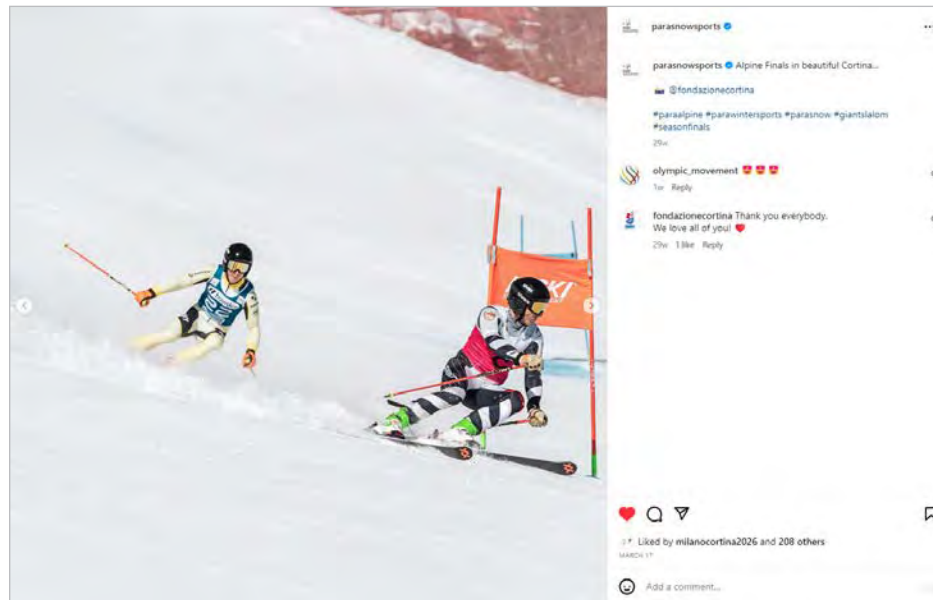 parasnowsports
parasnowsports Alpine Finals in beautiful Cortina...
@fondazionecortina
#paraalpine #parawintersports #parasnow #giantslalom
#seasonfinals
29w
olympic_movement 😍😍😍
1w Reply
fondazionecortina Thank you everybody.
We love all of you! ❤️
29w 1 like Reply
22
Liked by milanocortina2026 and 208 others
MARCH 17
Add a comment...